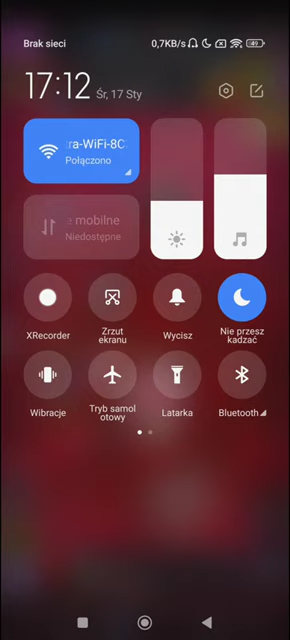 Brak sieci 0,7KB/s 49
17:12 Śr, 17 Sty
ra-WiFi-8C
Połączono
e mobilne
Niedostępne
XRecorder
Zrzut
ekranu
Wycisz
Nie przesz
kadzać
Wibracje
Tryb samol
otowy
Latarka
Bluetooth